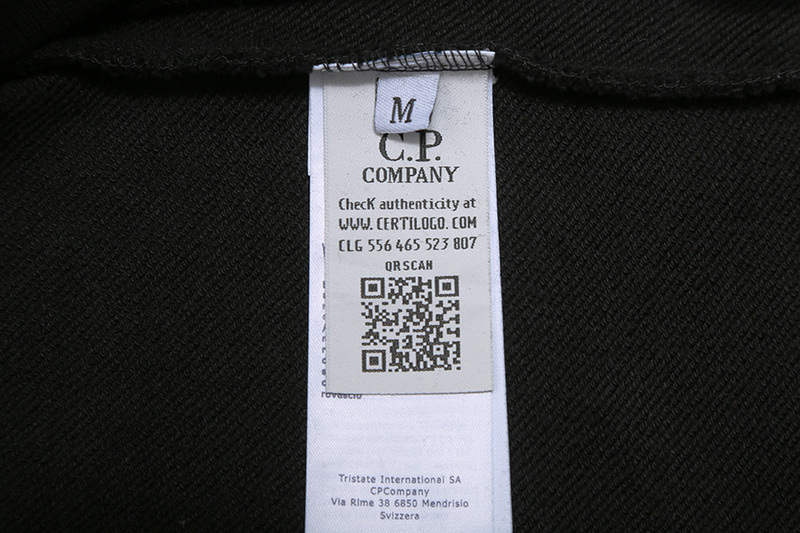 M
C.P.
COMPANY
ChecK authenticity at
WWW. CERTILOGO. COM
CLG 556 465 523 807
QR SCAN
rovescio
Tristate International SA
CPCompany
Via Rime 38 6850 Mendrisio
Svizzera